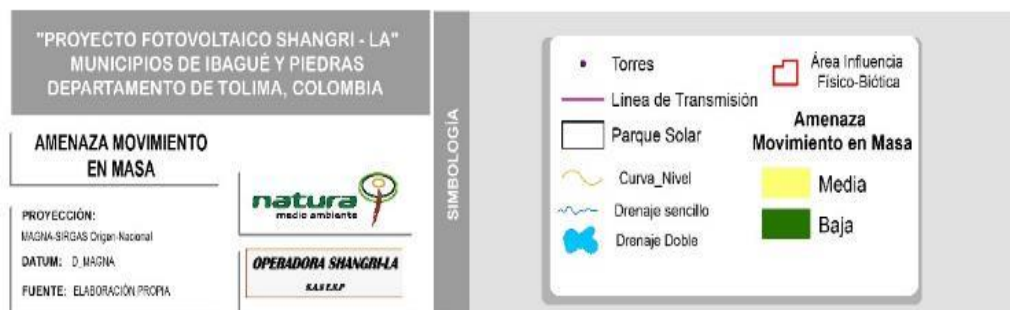 "PROYECTO FOTOVOLTAICO SHANGRI - LA"
MUNICIPIOS DE IBAGUÉ Y PIEDRAS
DEPARTAMENTO DE TOLIMA, COLOMBIA
AMENAZA MOVIMIENTO
EN MASA
PROYECCIÓN:
MAGNA-SIRGAS Origen-Nacional
DATUM: D_MAGNA
FUENTE: ELABORACIÓN PROPIA
natura
medio ambiente
OPERADORA SHANGRI-LA
S.A.S E.S.P
SIMBOLOGÍA
Torres
Linea de Transmisión
Parque Solar
Curva_Nivel
Drenaje sencillo
Drenaje Doble
Área Influencia
Físico-Biótica
Amenaza
Movimiento en Masa
Media
Baja